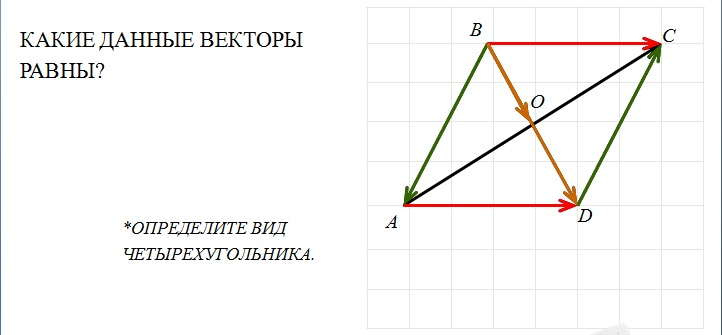 КАКИЕ ДАННЫЕ ВЕКТОРЫ
РАВНЫ?
B
C
O
A
D
*ОПРЕДЕЛИТЕ ВИД
ЧЕТЫРЕХУГОЛЬНИКА.